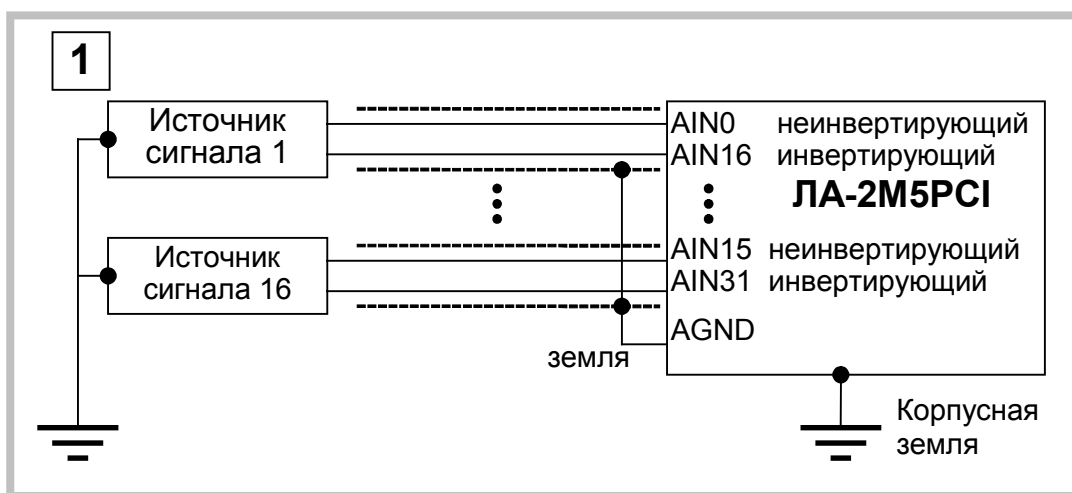 1
Источник
сигнала 1
AIN0 неинвертирующий
AIN16 инвертирующий
ЛА-2М5PCI
Источник
сигнала 16
AIN15 неинвертирующий
AIN31 инвертирующий
AGND
земля
Корпусная
земля